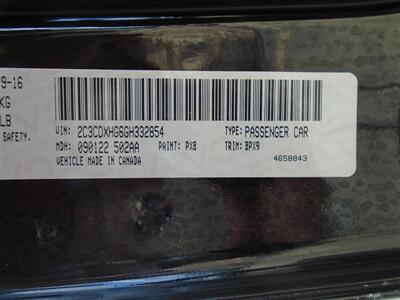 9-16
KG
LB
SAFETY.
VIN: 2C3CDXHG6GH332854 TYPE: PASSENGER CAR
MDH: 090122 502AA PAINT: PX8 TRIM: BPX9
VEHICLE MADE IN CANADA 4658843